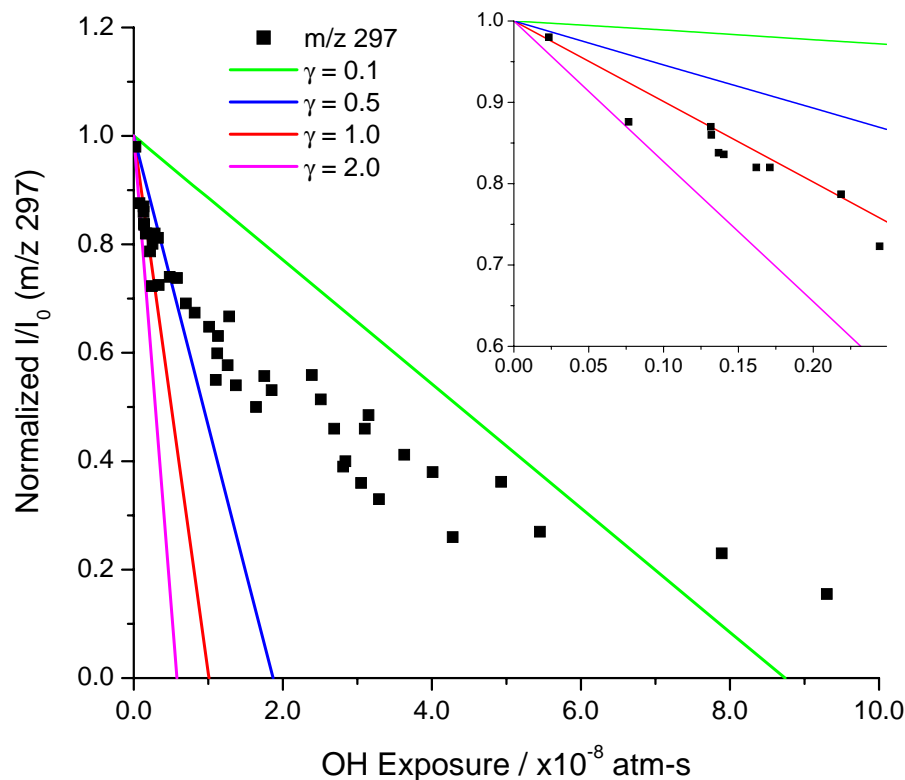 1.2
1.0
0.8
0.6
0.4
0.2
0.0
0.0 2.0 4.0 6.0 8.0 10.0
Normalized I/I0 (m/z 297)
OH Exposure / x10-8 atm-s
m/z 297
γ = 0.1
γ = 0.5
γ = 1.0
γ = 2.0
1.0
0.9
0.8
0.7
0.6
0.00 0.05 0.10 0.15 0.20